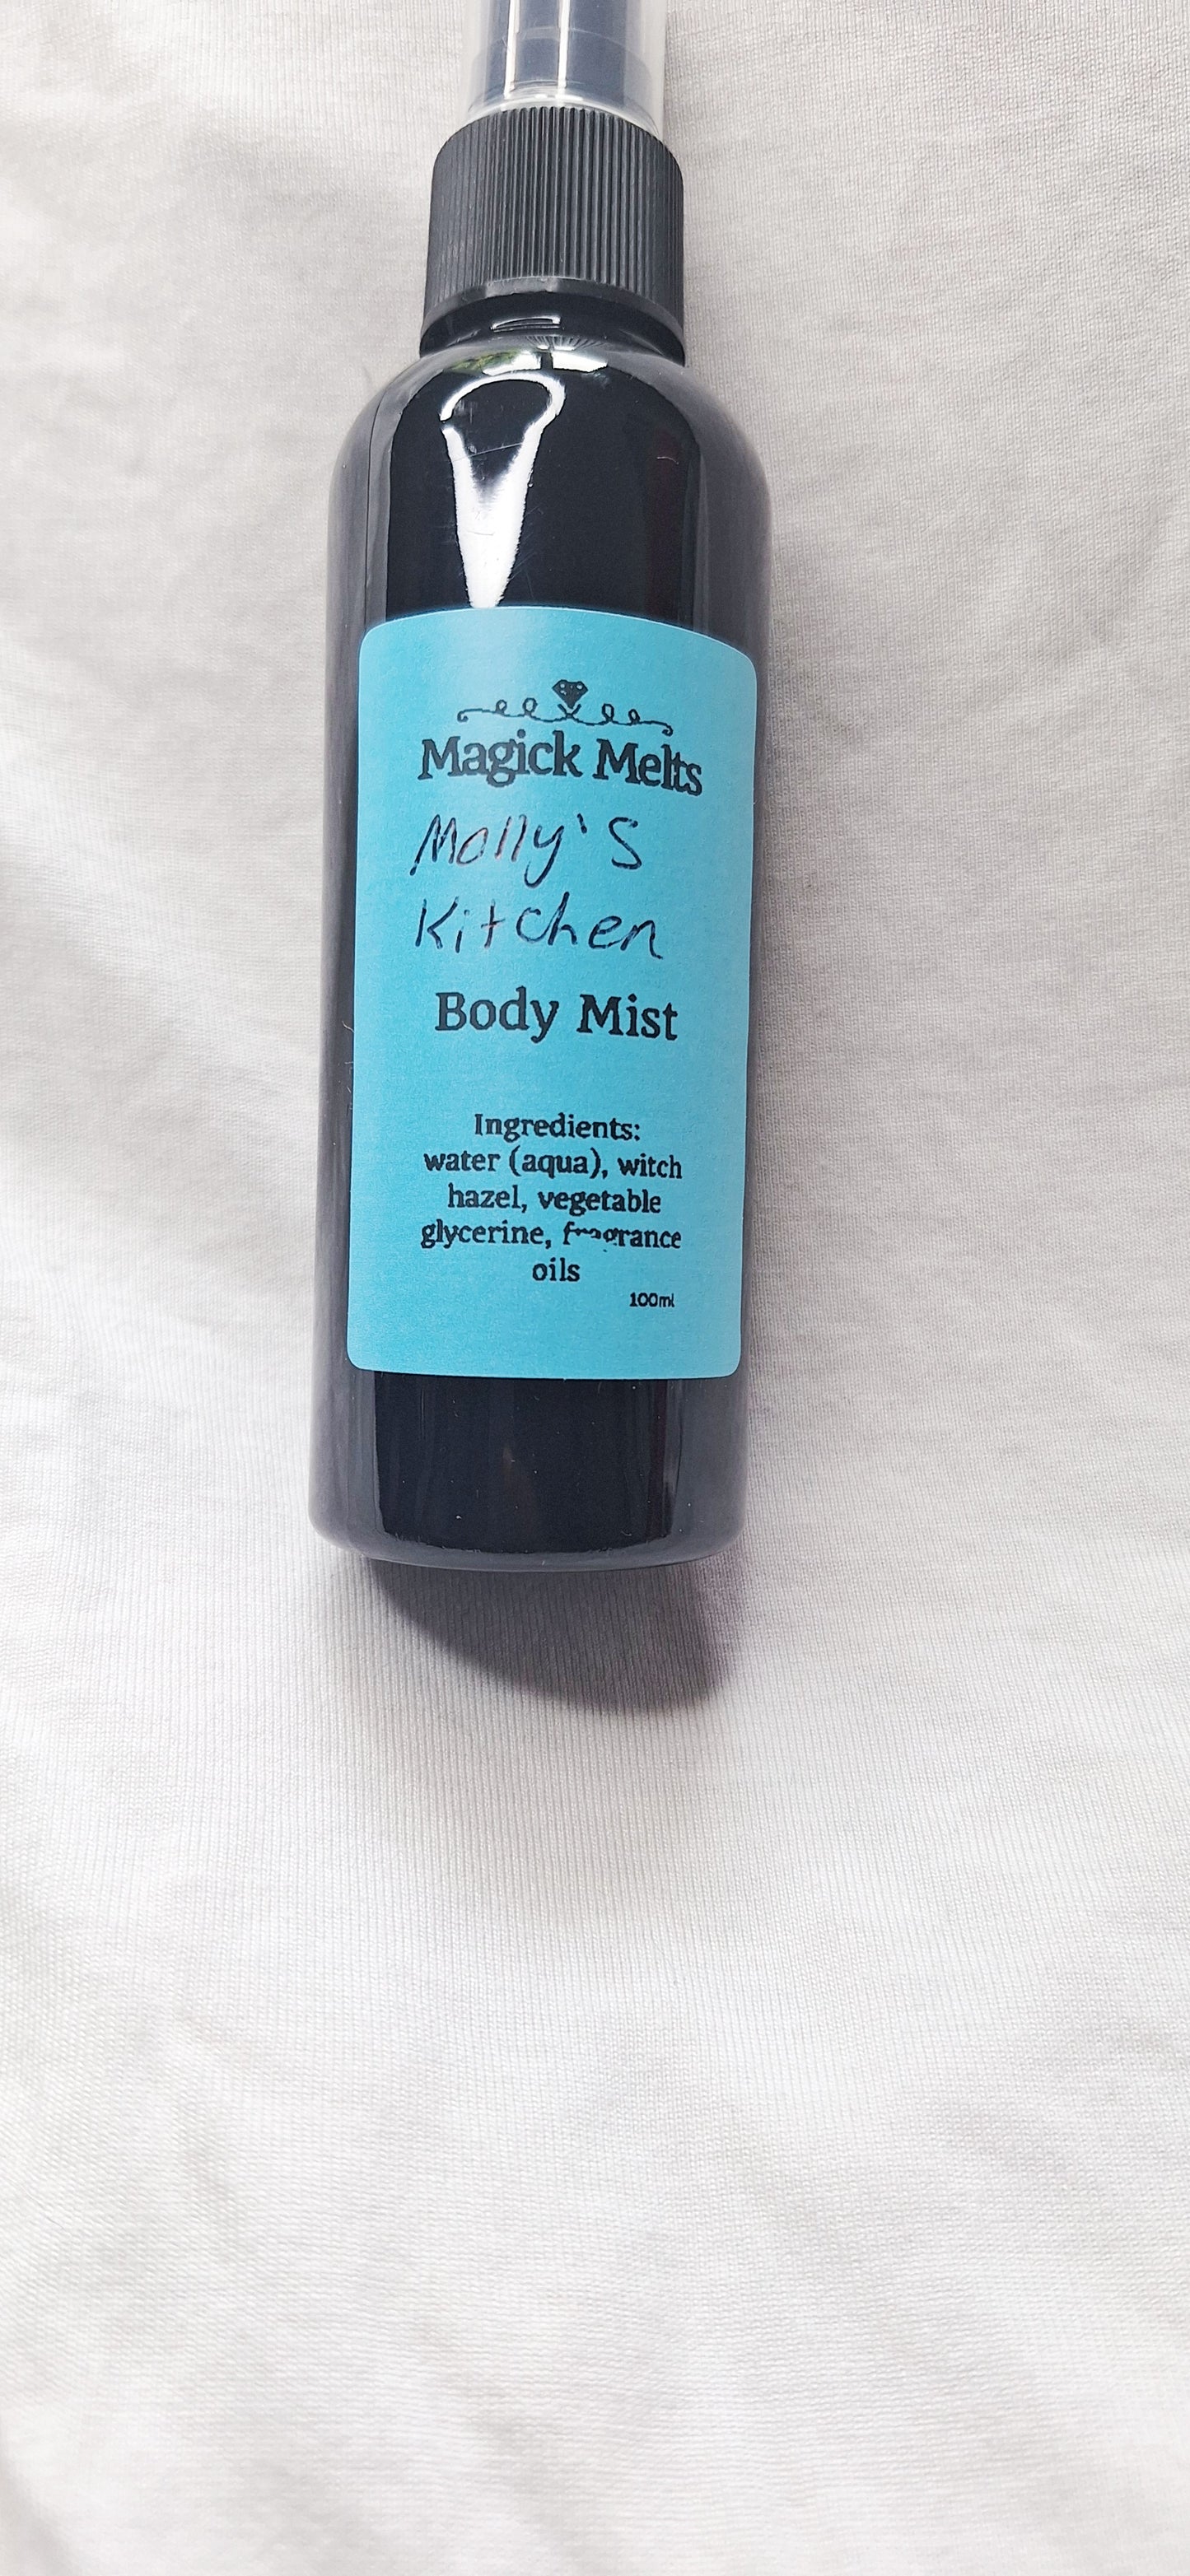 Magick Melts
Molly's
Kitchen
Body Mist
Ingredients:
water (aqua), witch
hazel, vegetable
glycerine, fragrance
oils
100ml